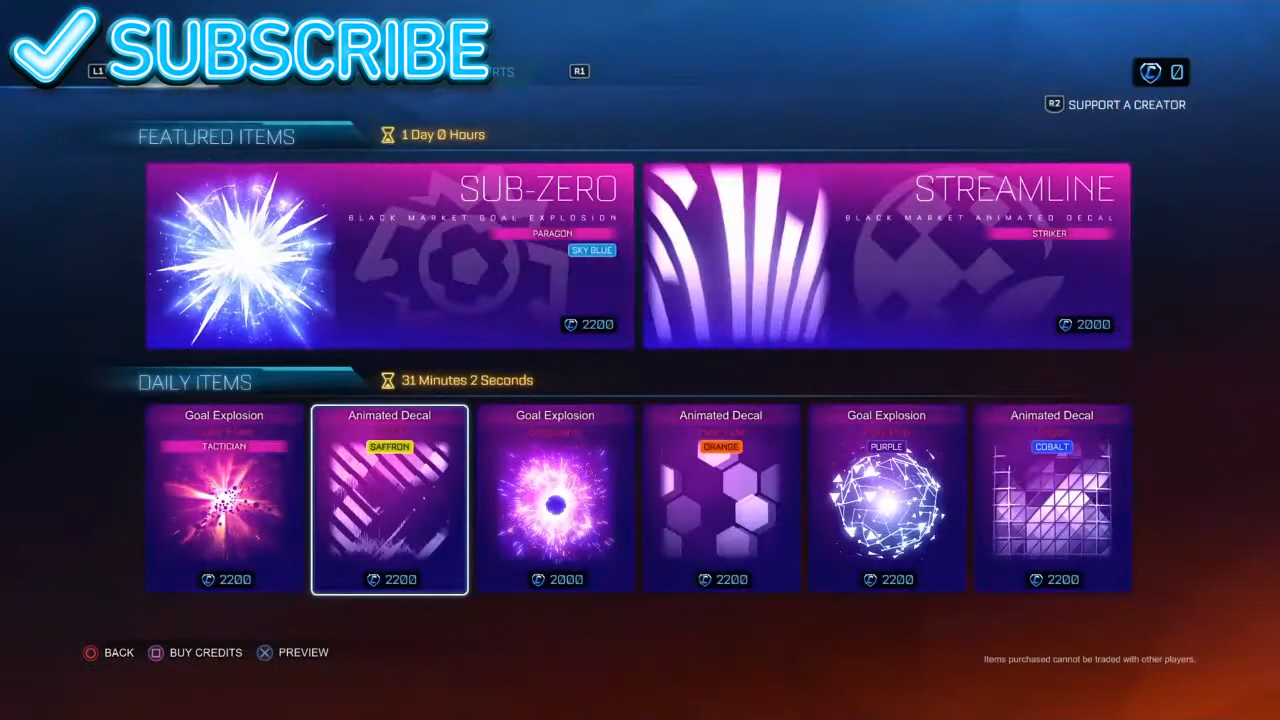 SUBSCRIBE
L1
RTS
R1
0
R2 SUPPORT A CREATOR
FEATURED ITEMS
1 Day 0 Hours
SUB-ZERO
BLACK MARKET GOAL EXPLOSION
PARAGON
SKY BLUE
2200
STREAMLINE
BLACK MARKET ANIMATED DECAL
STRIKER
2000
DAILY ITEMS
31 Minutes 2 Seconds
Goal Explosion
TACTICIAN
2200
Animated Decal
SAFFRON
2200
Goal Explosion
2000
Animated Decal
ORANGE
2200
Goal Explosion
PURPLE
2200
Animated Decal
COBALT
2200
BACK
BUY CREDITS
PREVIEW
Items purchased cannot be traded with other players.